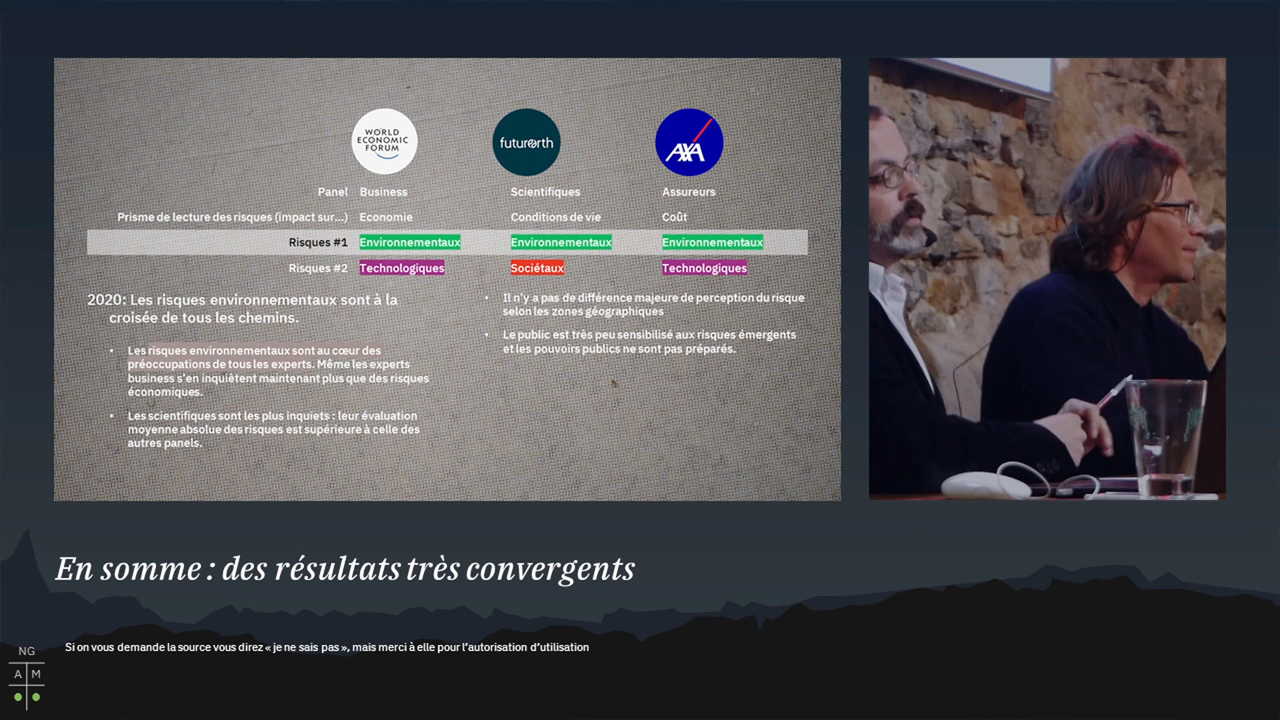 WORLD
ECONOMIC
FORUM
futurearth
AXA
Panel Business Scientifiques Assureurs
Prisme de lecture des risques (impact sur...) Economie Conditions de vie Coût
Risques #1 Environnementaux Environnementaux Environnementaux
Risques #2 Technologiques Sociétaux Technologiques
2020: Les risques environnementaux sont à la
croisée de tous les chemins.
• Les risques environnementaux sont au cœur des
préoccupations de tous les experts. Même les experts
business s'en inquiètent maintenant plus que des risques
économiques.
• Les scientifiques sont les plus inquiets : leur évaluation
moyenne absolue des risques est supérieure à celle des
autres panels.
• Il n'y a pas de différence majeure de perception du risque
selon les zones géographiques
• Le public est très peu sensibilisé aux risques émergents
et les pouvoirs publics ne sont pas préparés.
En somme : des résultats très convergents
Si on vous demande la source vous direz « je ne sais pas », mais merci à elle pour l'autorisation d'utilisation
NG
A M